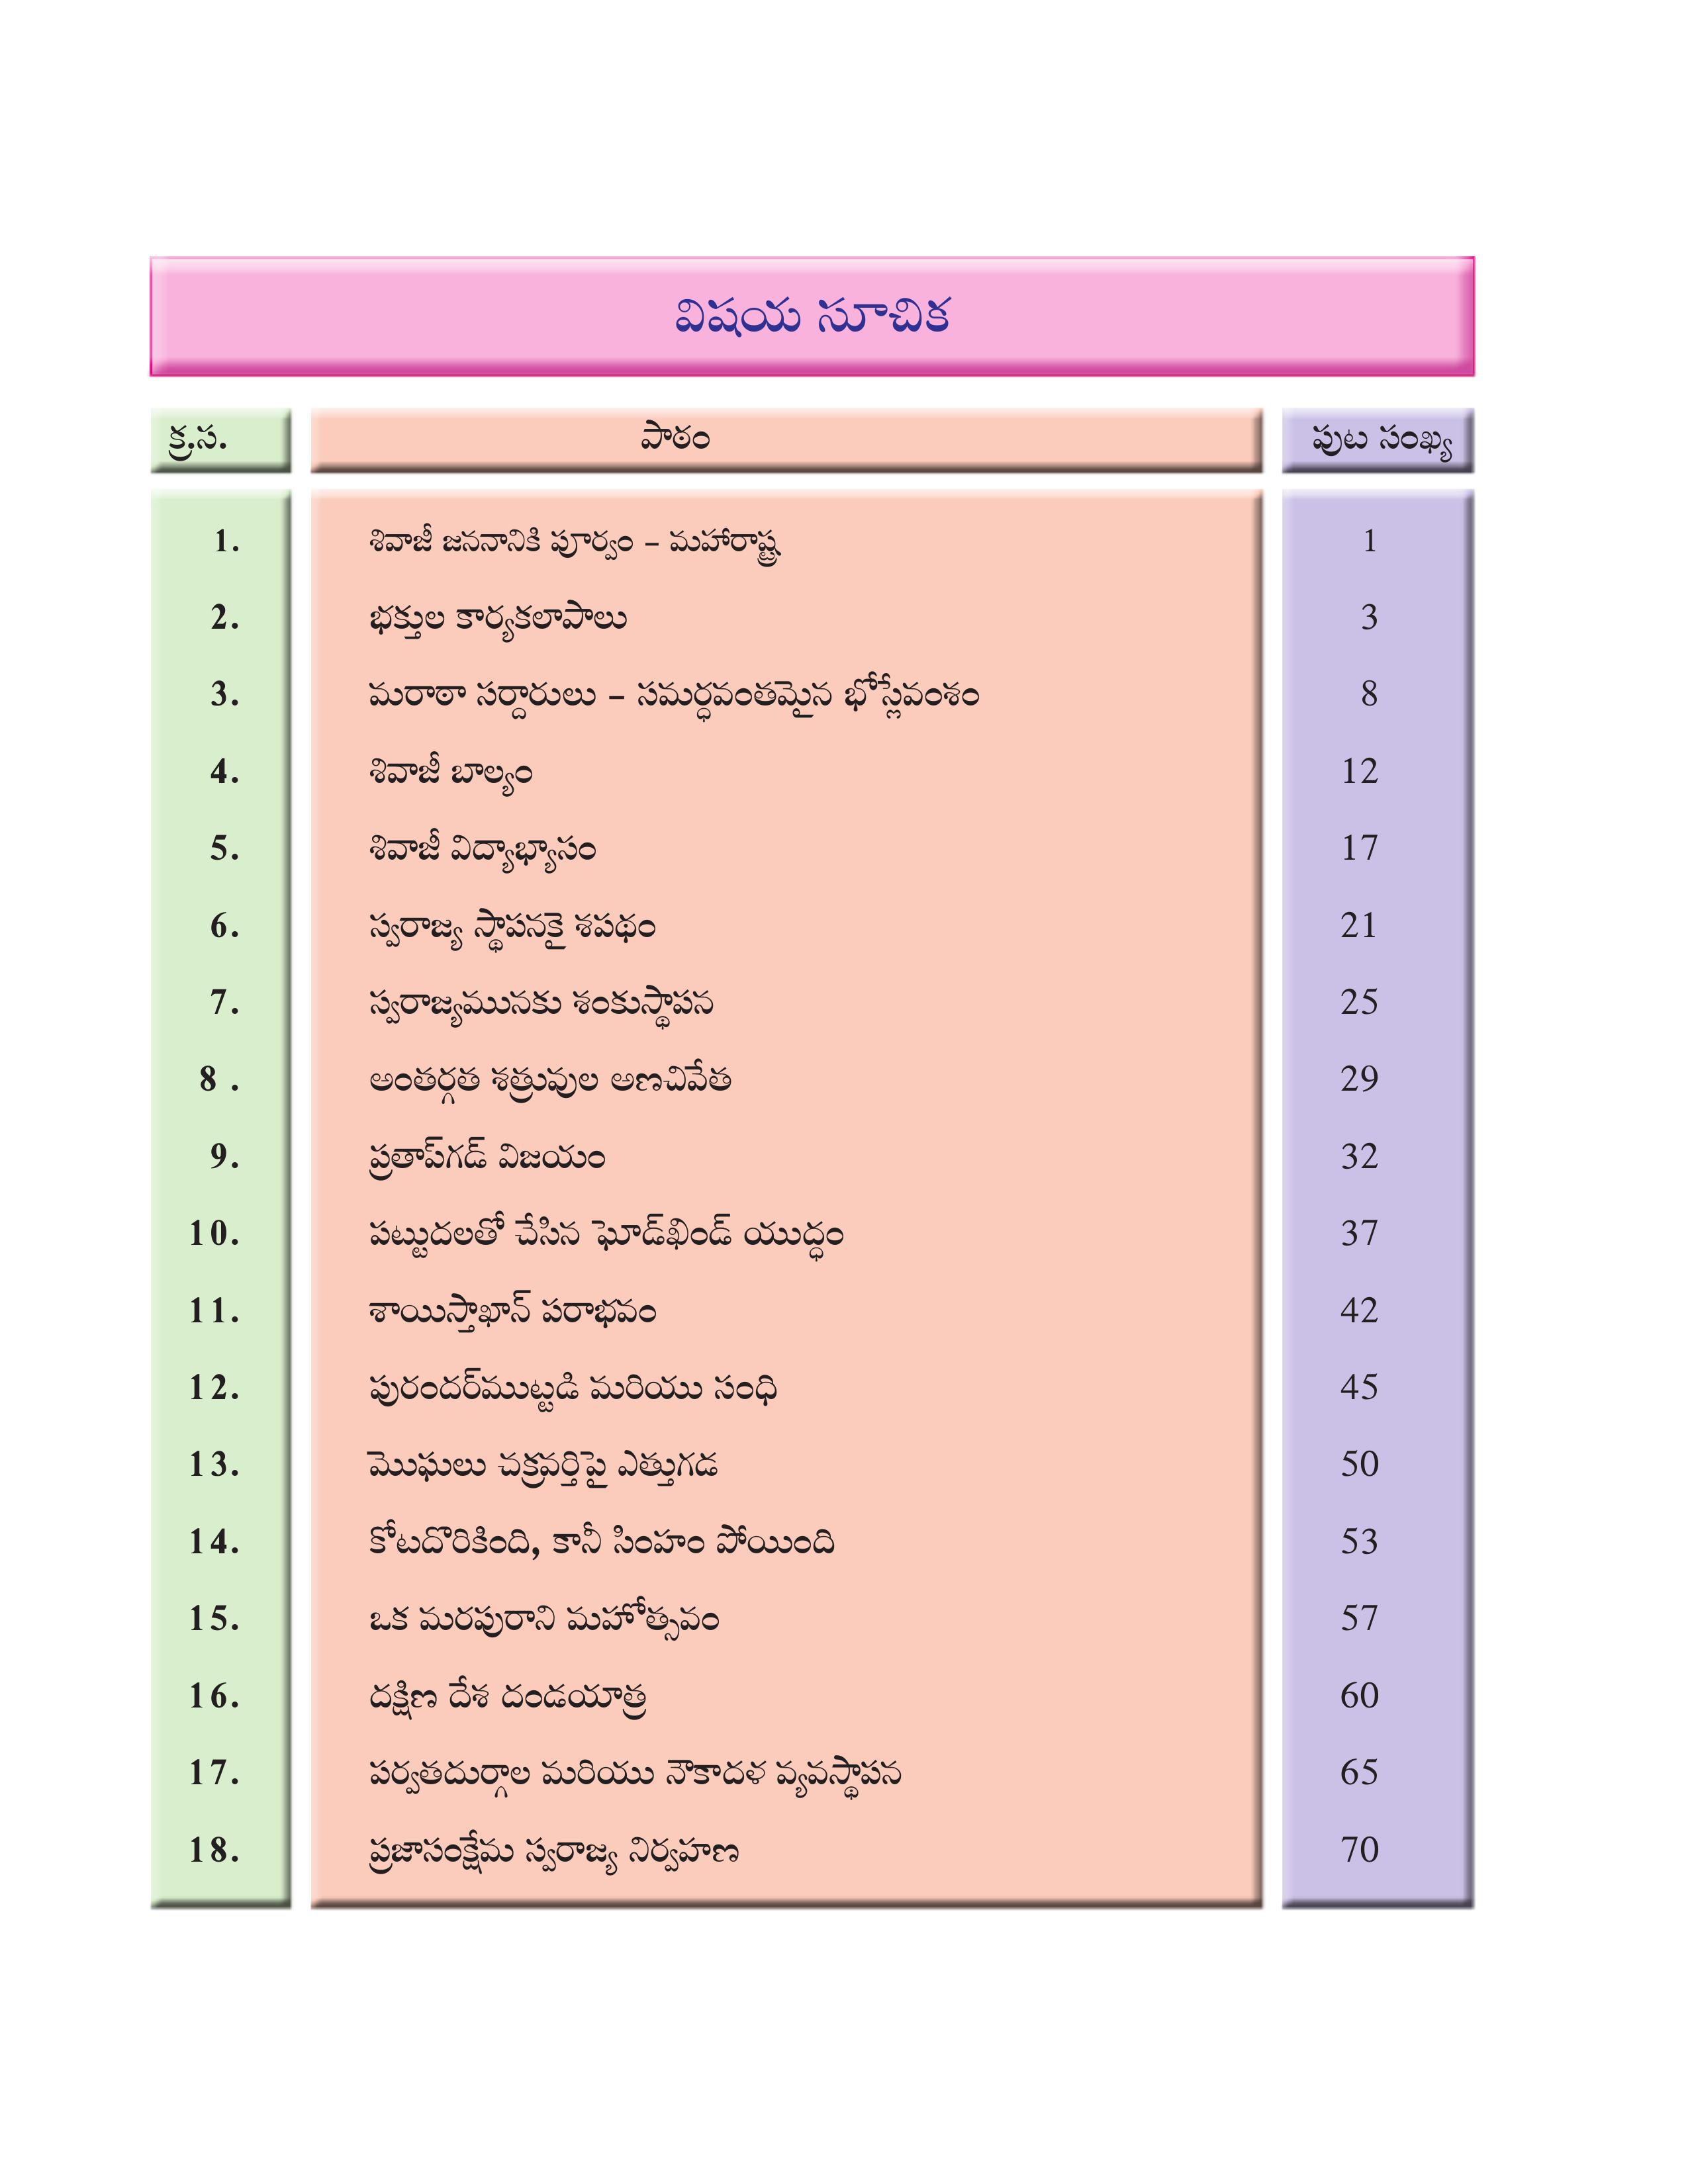 విషయ సూచిక
క్ర.స. పాఠం పుట సంఖ్య
1. శివాజీ జననానికి పూర్వం – మహారాష్ట్ర 1
2. భక్తుల కార్యకలాపాలు 3
3. మరాఠా సర్దారులు – సమర్ధవంతమైన భోస్లేవంశం 8
4. శివాజీ బాల్యం 12
5. శివాజీ విద్యాభ్యాసం 17
6. స్వరాజ్య స్థాపనకై శపథం 21
7. స్వరాజ్యమునకు శంకుస్థాపన 25
8 . అంతర్గత శత్రువుల అణచివేత 29
9. ప్రతాప్‌గడ్ విజయం 32
10. పట్టుదలతో చేసిన ఘోడ్‌ఖిండ్ యుద్ధం 37
11. శాయిస్తాఖాన్ పరాభవం 42
12. పురందర్‌ముట్టడి మరియు సంధి 45
13. మొఘలు చక్రవర్తిపై ఎత్తుగడ 50
14. కోటదొరికింది, కానీ సింహం పోయింది 53
15. ఒక మరపురాని మహోత్సవం 57
16. దక్షిణ దేశ దండయాత్ర 60
17. పర్వతదుర్గాల మరియు నౌకాదళ వ్యవస్థాపన 65
18. ప్రజాసంక్షేమ స్వరాజ్య నిర్వహణ 70